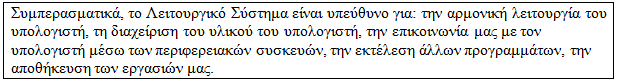 Συμπερασματικά, το Λειτουργικό Σύστημα είναι υπεύθυνο για: την αρμονική λειτουργία του
υπολογιστή, τη διαχείριση του υλικού του υπολογιστή, την επικοινωνία μας με τον
υπολογιστή μέσω των περιφερειακών συσκευών, την εκτέλεση άλλων προγραμμάτων, την
αποθήκευση των εργασιών μας.